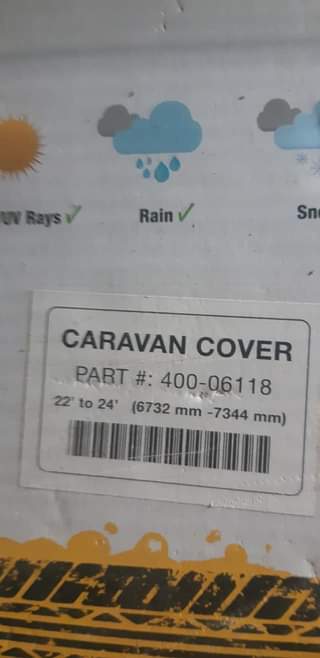 UV Rays
Rain
CARAVAN COVER
PART #: 400-06118
22' to 24' (6732 mm -7344 mm)